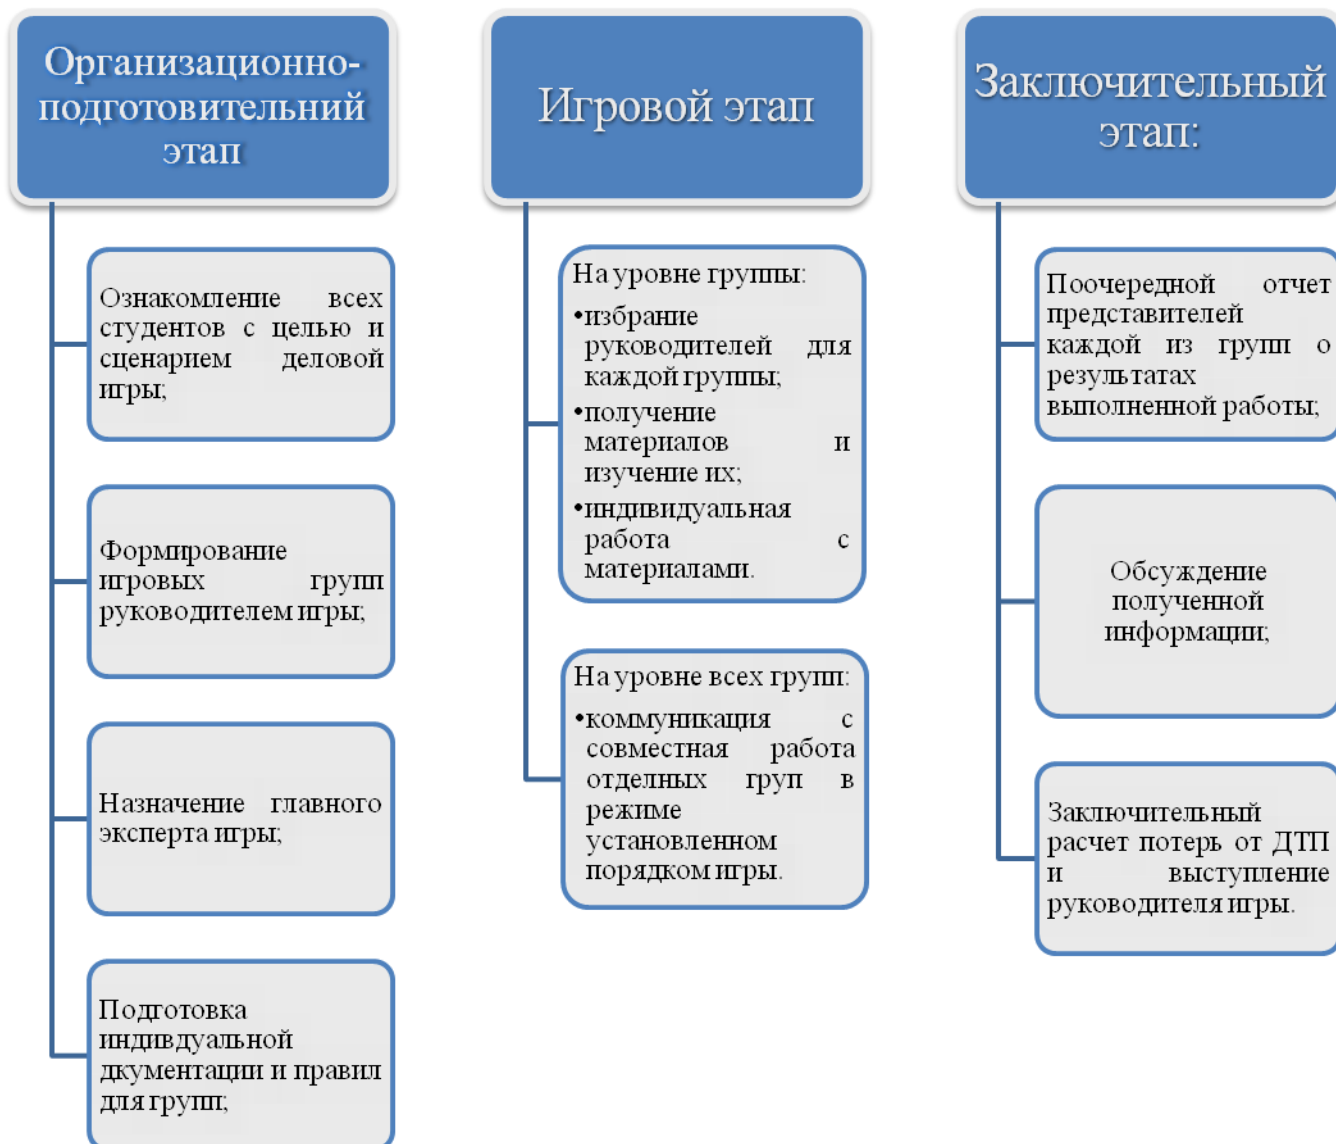 Организационно-
подготовительний
этап
Ознакомление всех
студентов с целью и
сценарием деловой
игры;
Формирование
игровых групп
руководителем игры;
Назначение главного
эксперта игры;
Подготовка
индивдуальной
дкументации и правил
для групп;
Игровой этап
На уровне группы:
•избрание
руководителей для
каждой группы;
•получение
материалов и
изучение их;
•индивидуальная
работа с
материалами.
На уровне всех групп:
•коммуникация с
совместная работа
отделных груп в
режиме
установленном
порядком игры.
Заключительный
этап:
Поочередной отчет
представителей
каждой из групп о
результатах
выполненной работы;
Обсуждение
полученной
информации;
Заключительный
расчет потерь от ДТП
и выступление
руководителя игры.